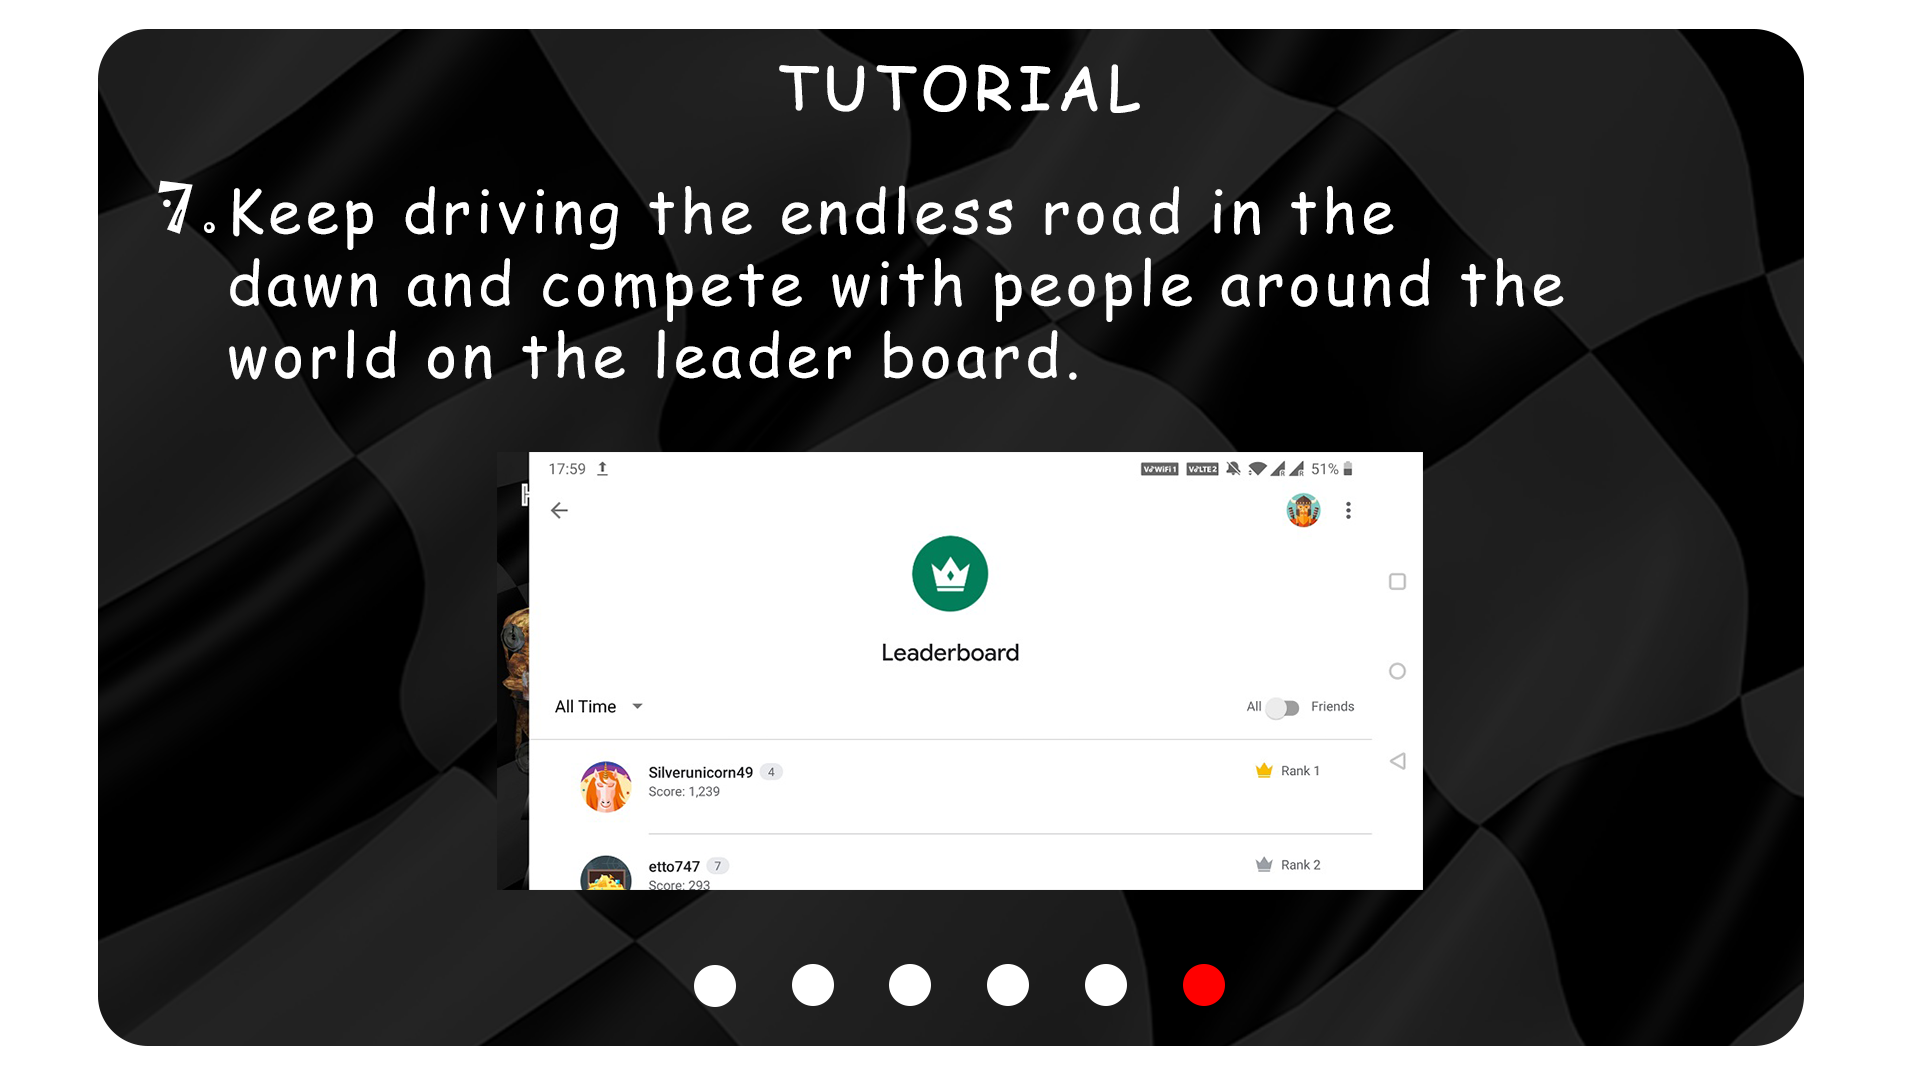 TUTORIAL
7. Keep driving the endless road in the
dawn and compete with people around the
world on the leader board.
17:59 VoWiFi1 VoLTE2 51%
Leaderboard
All Time All Friends
Silverunicorn49 4 Rank 1
Score: 1,239
etto747 7 Rank 2
Score: 293